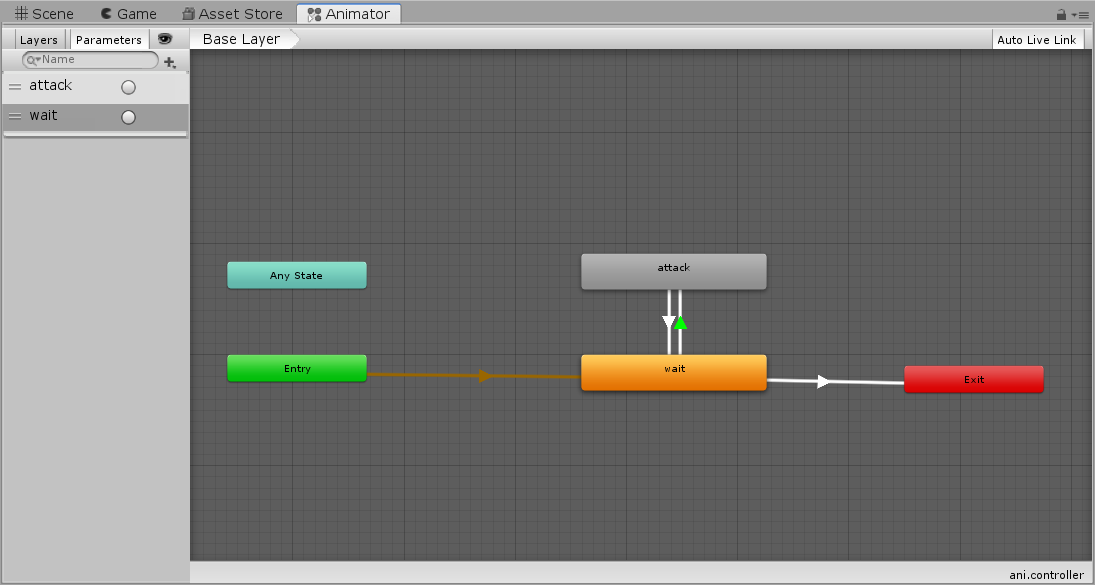 Scene Game Asset Store Animator
Layers Parameters Base Layer Auto Live Link
Name
attack
wait
attack
Any State
Entry
wait
Exit
ani.controller